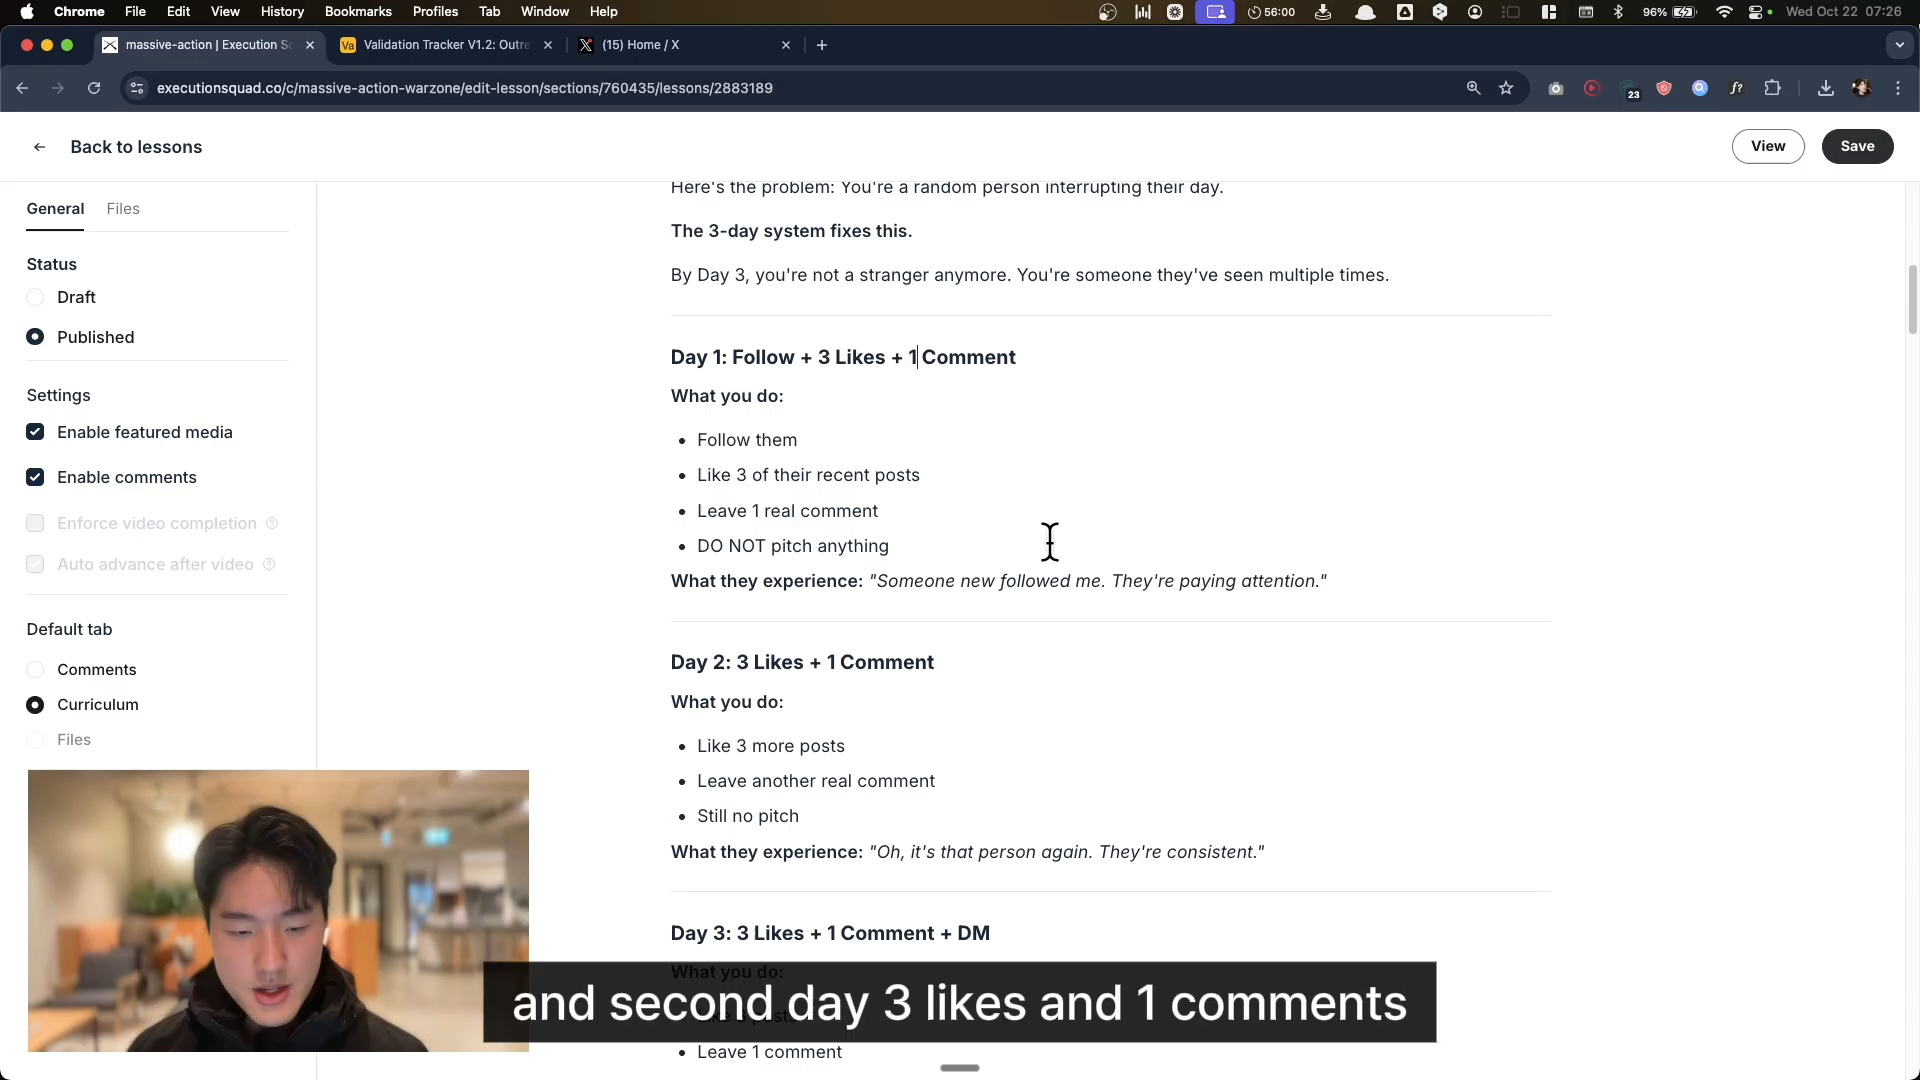 Chrome File Edit View History Bookmarks Profiles Tab Window Help 56:00 96% Wed Oct 22 07:26
massive-action | Execution Sc Validation Tracker V1.2: Outre (15) Home / X
executionsquad.co/c/massive-action-warzone/edit-lesson/sections/760435/lessons/2883189 23 f?
Back to lessons View Save
General Files
Status
Draft
Published
Settings
Enable featured media
Enable comments
Enforce video completion
Auto advance after video
Default tab
Comments
Curriculum
Files
Here's the problem: You're a random person interrupting their day.
The 3-day system fixes this.
By Day 3, you're not a stranger anymore. You're someone they've seen multiple times.
Day 1: Follow + 3 Likes + 1 Comment
What you do:
• Follow them
• Like 3 of their recent posts
• Leave 1 real comment
• DO NOT pitch anything
What they experience: "Someone new followed me. They're paying attention."
Day 2: 3 Likes + 1 Comment
What you do:
• Like 3 more posts
• Leave another real comment
• Still no pitch
What they experience: "Oh, it's that person again. They're consistent."
Day 3: 3 Likes + 1 Comment + DM
What you do:
and second day 3 likes and 1 comments
• Leave 1 comment